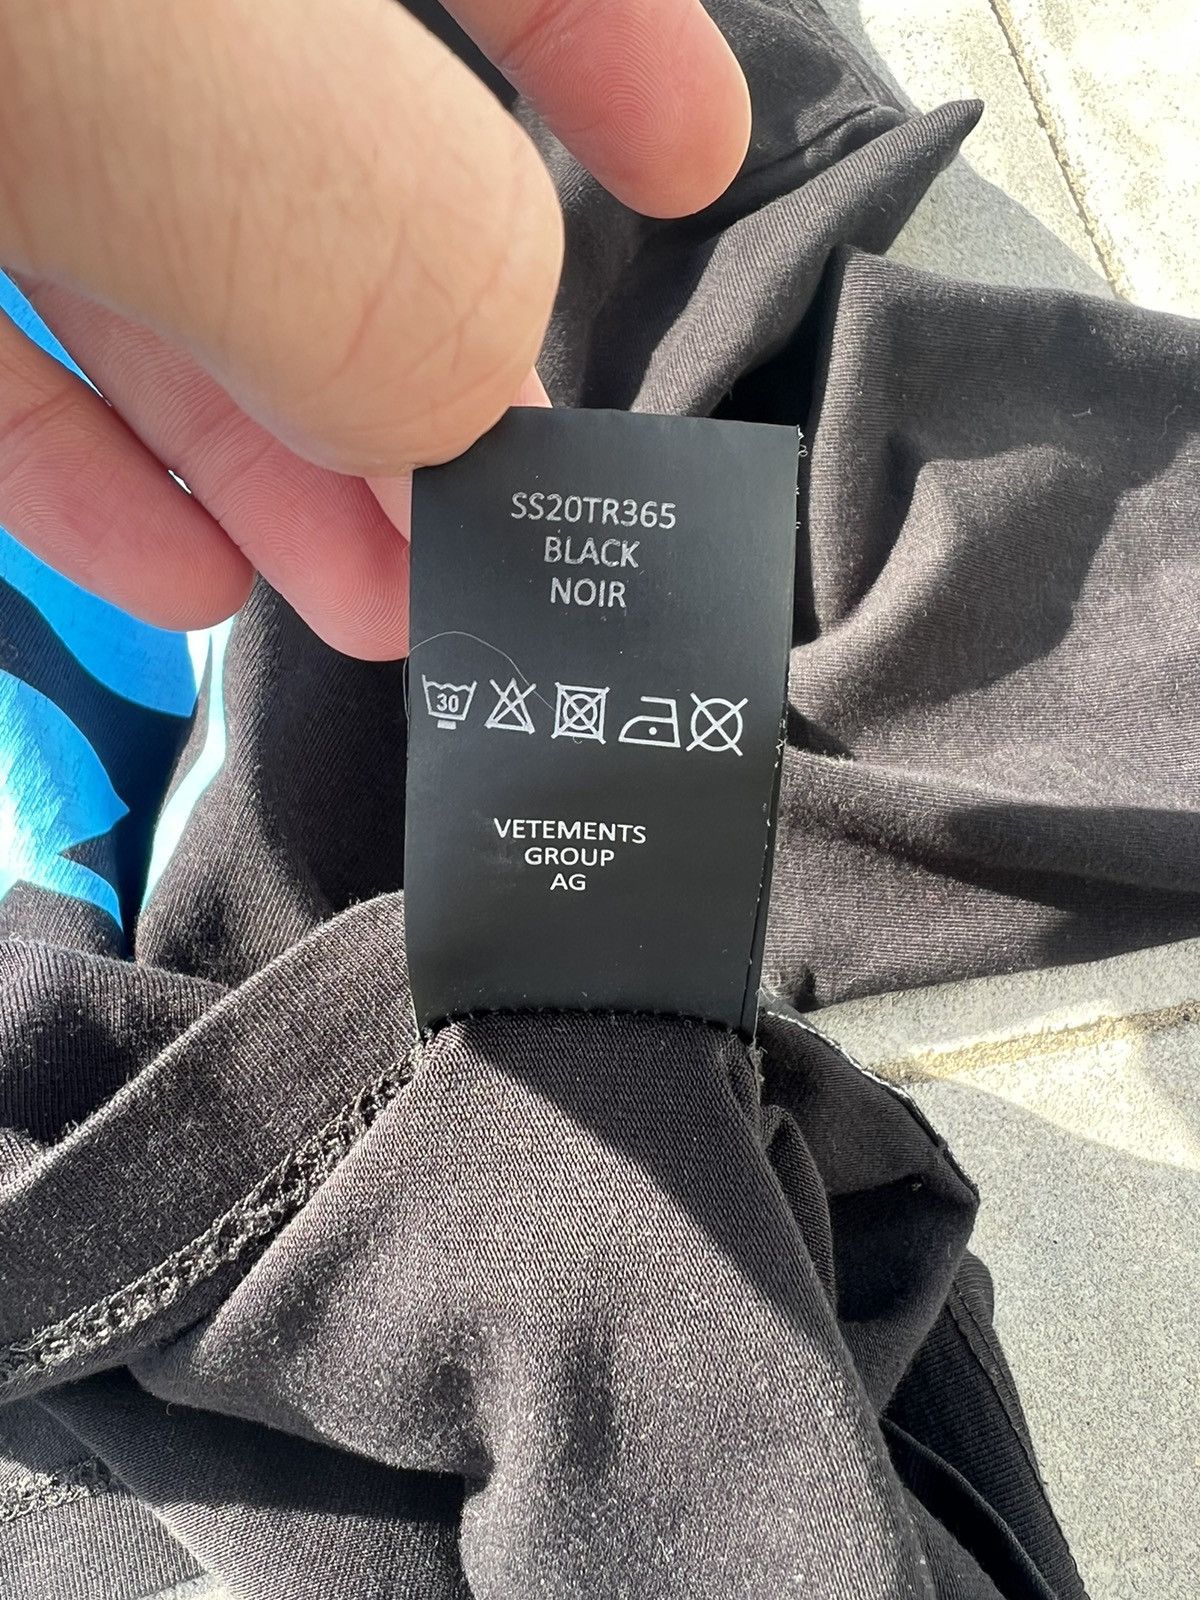 SS20TR365
BLACK
NOIR
30
VETEMENTS
GROUP
AG